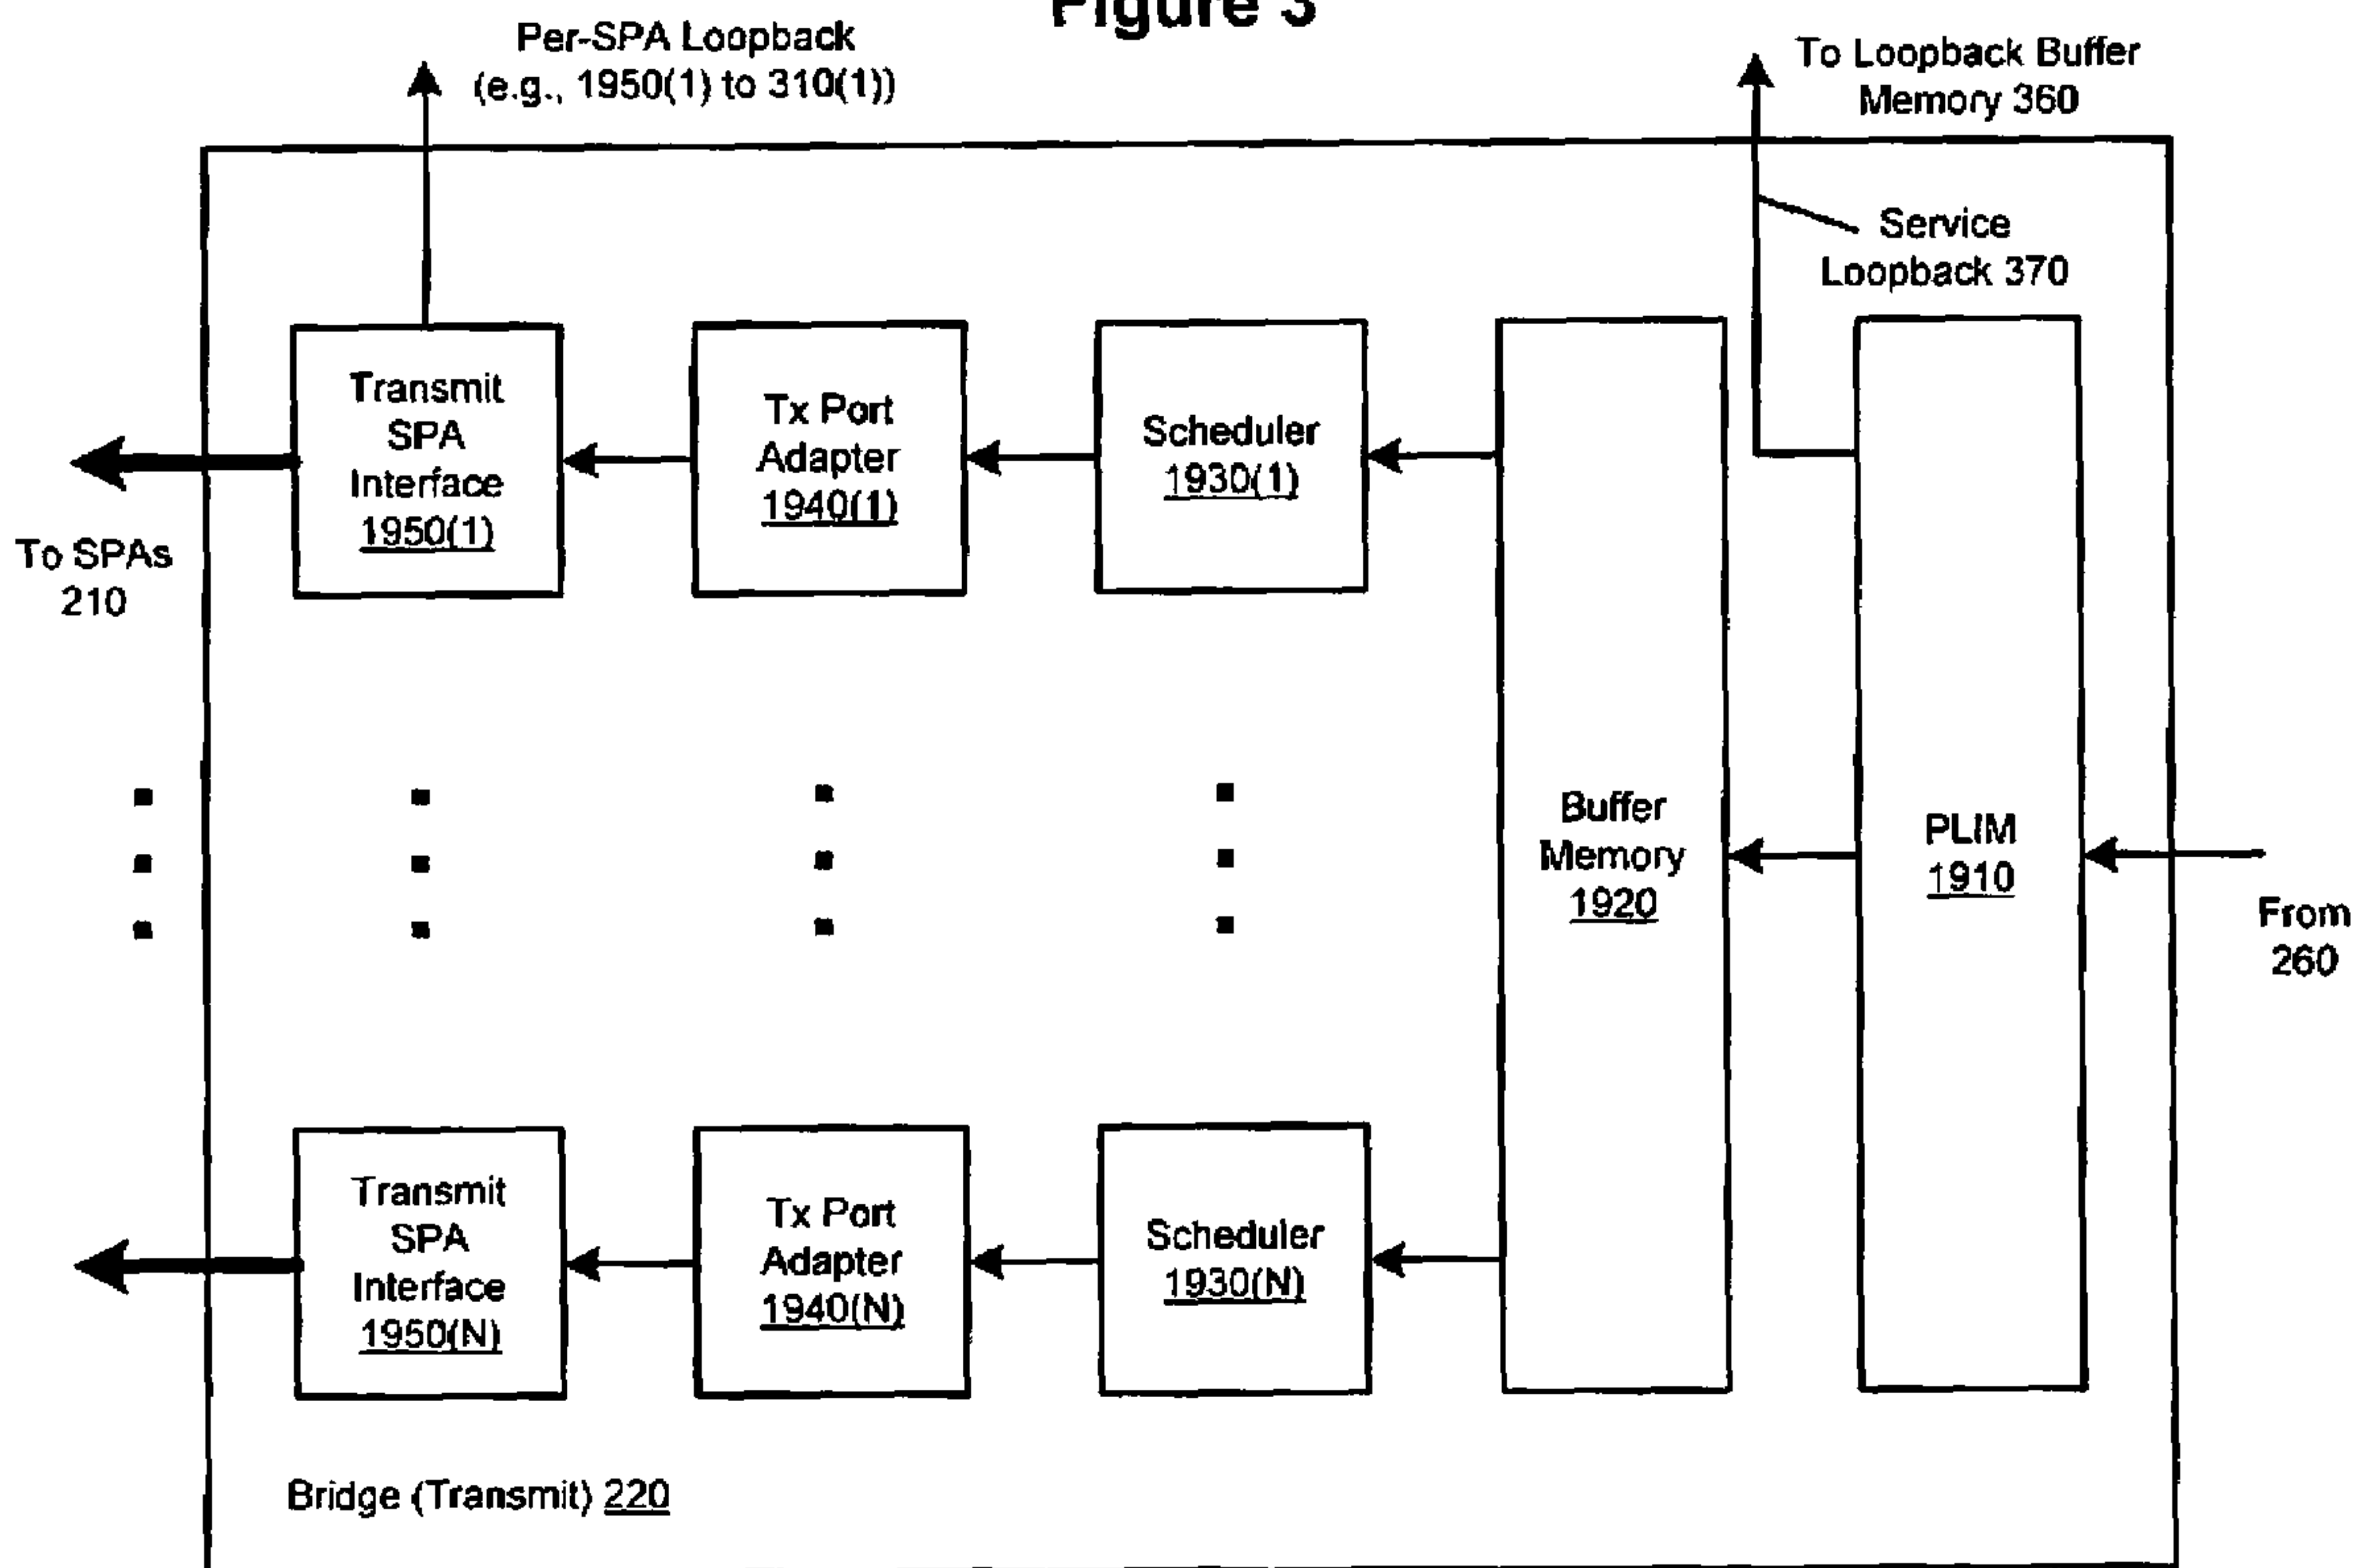 Figure 3
Per-SPA Loopback
(e.g., 1950(1) to 310(1))
To Loopback Buffer
Memory 360
Service
Loopback 370
Transmit
SPA
Interface
1950(1)
Tx Port
Adapter
1940(1)
Scheduler
1930(1)
To SPAs
210
Buffer
Memory
1920
PLIM
1910
From
260
Transmit
SPA
Interface
1950(N)
Tx Port
Adapter
1940(N)
Scheduler
1930(N)
Bridge (Transmit) 220